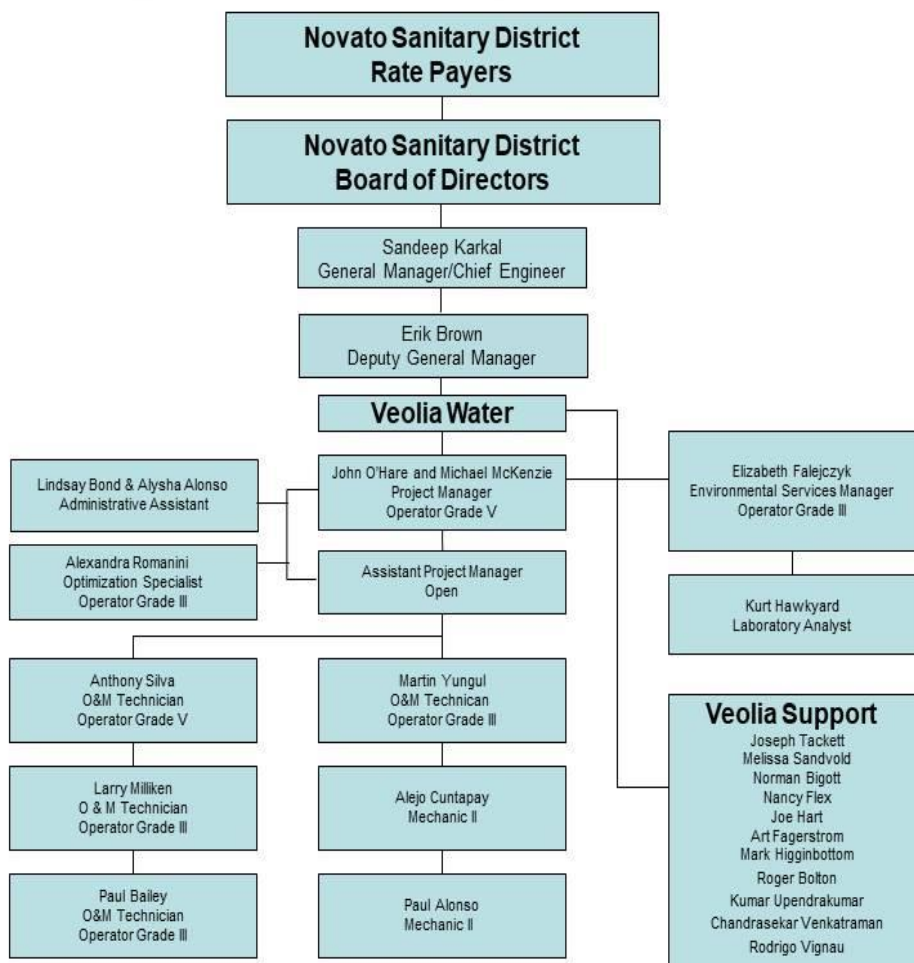 Novato Sanitary District
Rate Payers
Novato Sanitary District
Board of Directors
Sandeep Karkal
General Manager/Chief Engineer
Erik Brown
Deputy General Manager
Veolia Water
Lindsay Bond & Alysha Alonso
Administrative Assistant
John O'Hare and Michael McKenzie
Project Manager
Operator Grade V
Elizabeth Falejczyk
Environmental Services Manager
Operator Grade III
Alexandra Romanini
Optimization Specialist
Operator Grade III
Assistant Project Manager
Open
Kurt Hawkyard
Laboratory Analyst
Anthony Silva
O&M Technician
Operator Grade V
Martin Yungul
O&M Technican
Operator Grade III
Larry Milliken
O & M Technician
Operator Grade III
Alejo Cuntapay
Mechanic II
Paul Bailey
O&M Technician
Operator Grade III
Paul Alonso
Mechanic II
Veolia Support
Joseph Tackett
Melissa Sandvold
Norman Bigott
Nancy Flex
Joe Hart
Art Fagerstrom
Mark Higginbottom
Roger Bolton
Kumar Upendrakumar
Chandrasekar Venkatraman
Rodrigo Vignau